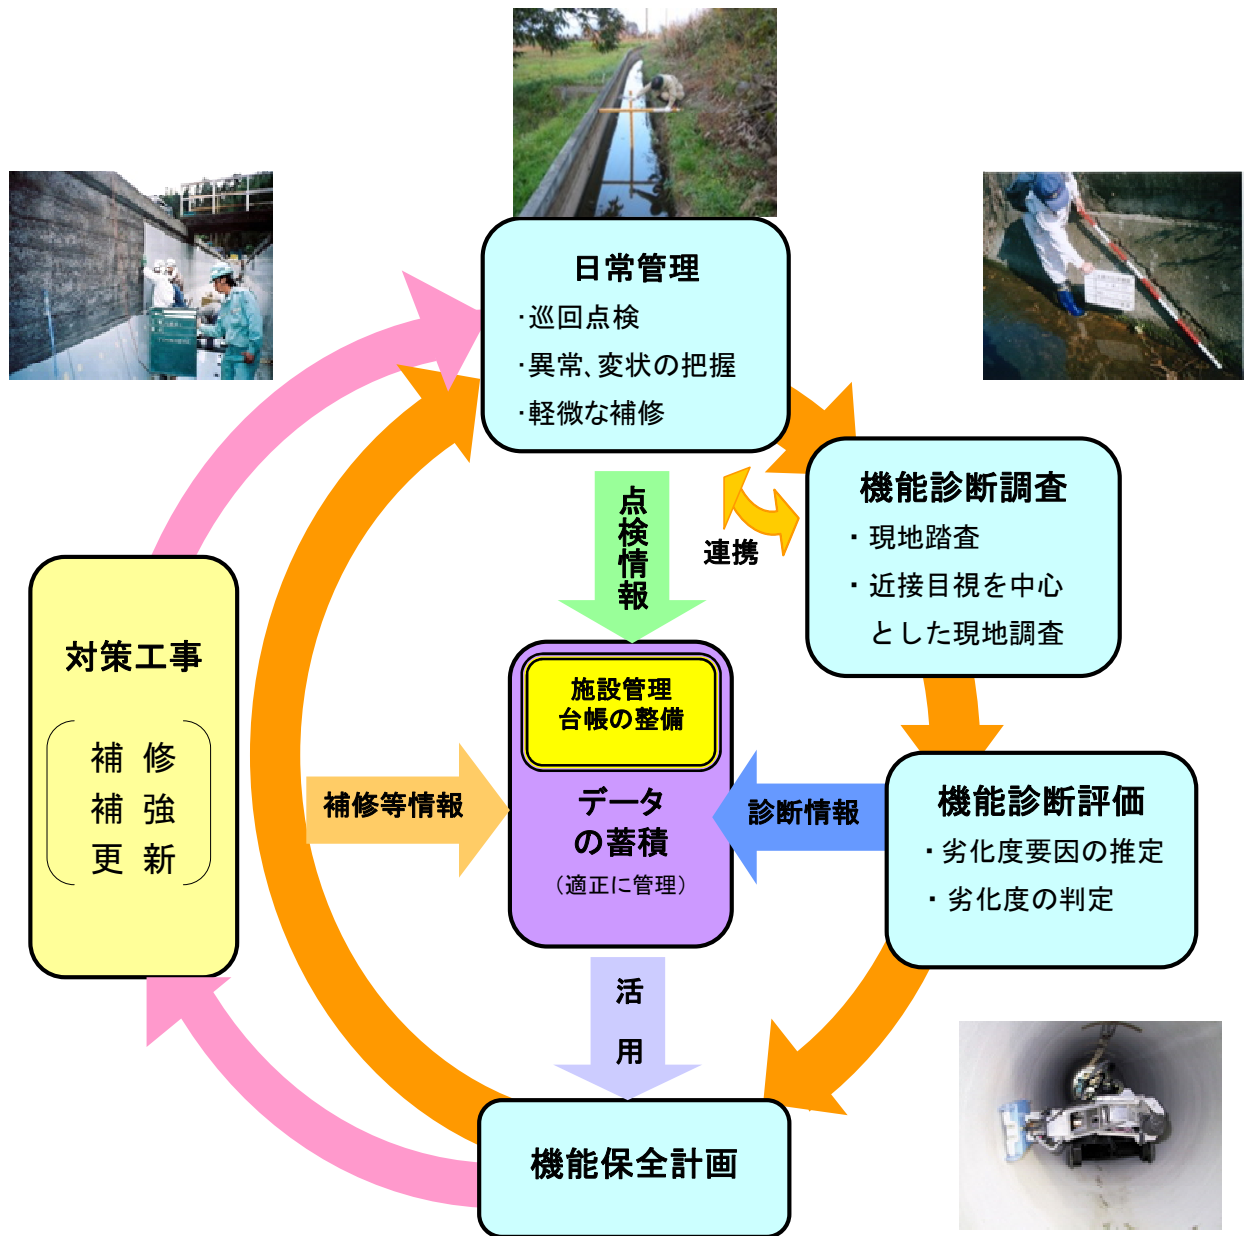 日常管理
・巡回点検
・異常、変状の把握
・軽微な補修
機能診断調査
・現地踏査
・近接目視を中心
とした現地調査
連携
点検情報
対策工事
補修
補強
更新
施設管理
台帳の整備
データ
の蓄積
（適正に管理）
補修等情報
診断情報
機能診断評価
・劣化度要因の推定
・劣化度の判定
活用
機能保全計画